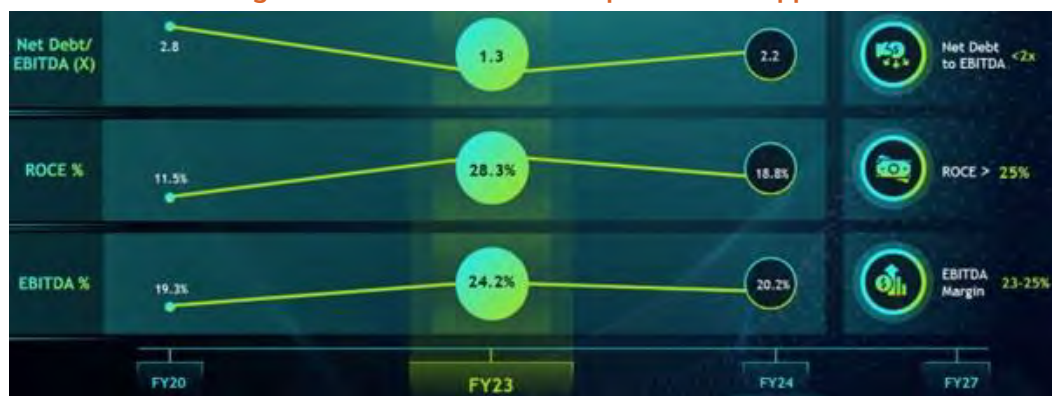 Net Debt/
EBITDA (X)
2.8
1.3
2.2
Net Debt
to EBITDA <2x
ROCE %
11.5%
28.3%
18.8%
ROCE > 25%
EBITDA %
19.3%
24.2%
20.2%
EBITDA
Margin 23-25%
FY20
FY23
FY24
FY27